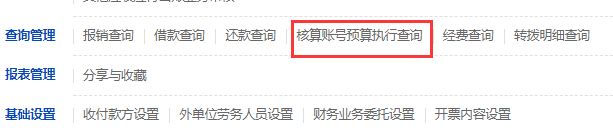 查询管理 报销查询 借款查询 还款查询 核算账号预算执行查询 经费查询 转拨明细查询
报表管理 分享与收藏
基础设置 收付款方设置 外单位劳务人员设置 财务业务委托设置 开票内容设置